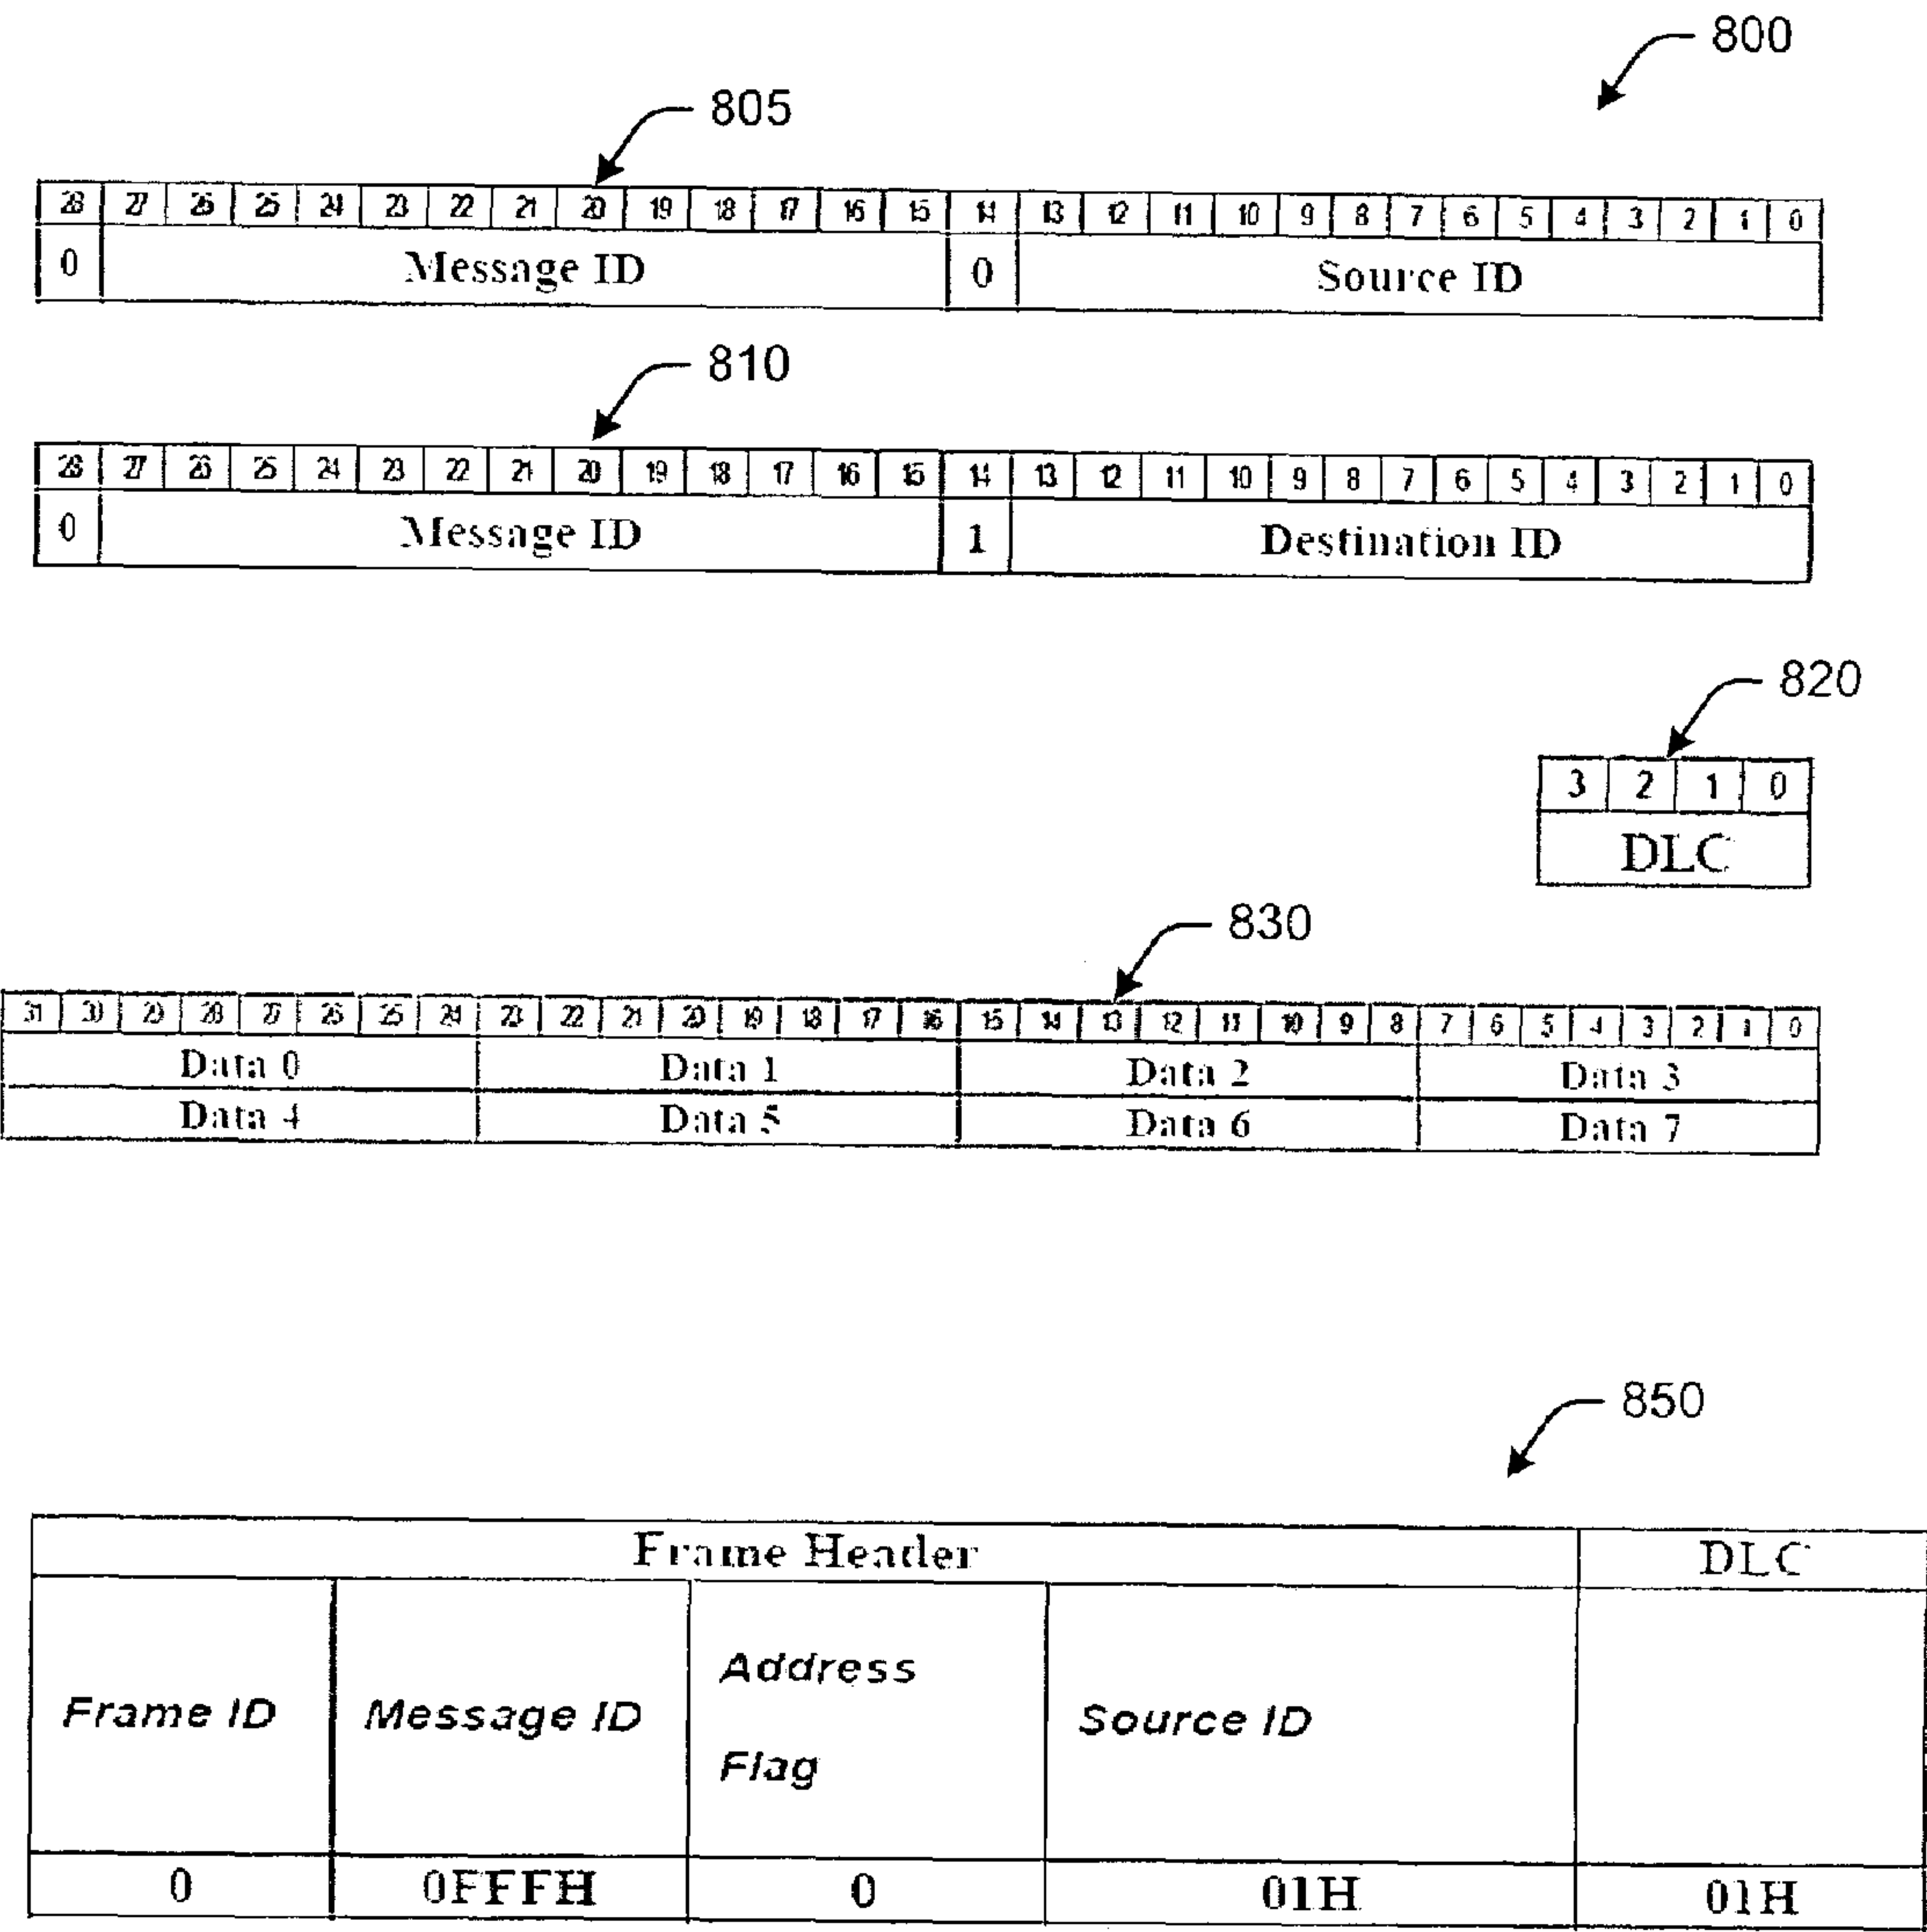 800
805
28 27 26 25 24 23 22 21 20 19 18 17 16 15 14 13 12 11 10 9 8 7 6 5 4 3 2 1 0
0 Message ID 0 Source ID
810
28 27 26 25 24 23 22 21 20 19 18 17 16 15 14 13 12 11 10 9 8 7 6 5 4 3 2 1 0
0 Message ID 1 Destination ID
820
3 2 1 0
DLC
830
31 30 29 28 27 26 25 24 23 22 21 20 19 18 17 16 15 14 13 12 11 10 9 8 7 6 5 4 3 2 1 0
Data 0 Data 1 Data 2 Data 3
Data 4 Data 5 Data 6 Data 7
850
Frame Header DLC
Frame ID Message ID Address Flag Source ID
0 0FFFH 0 01H 01H